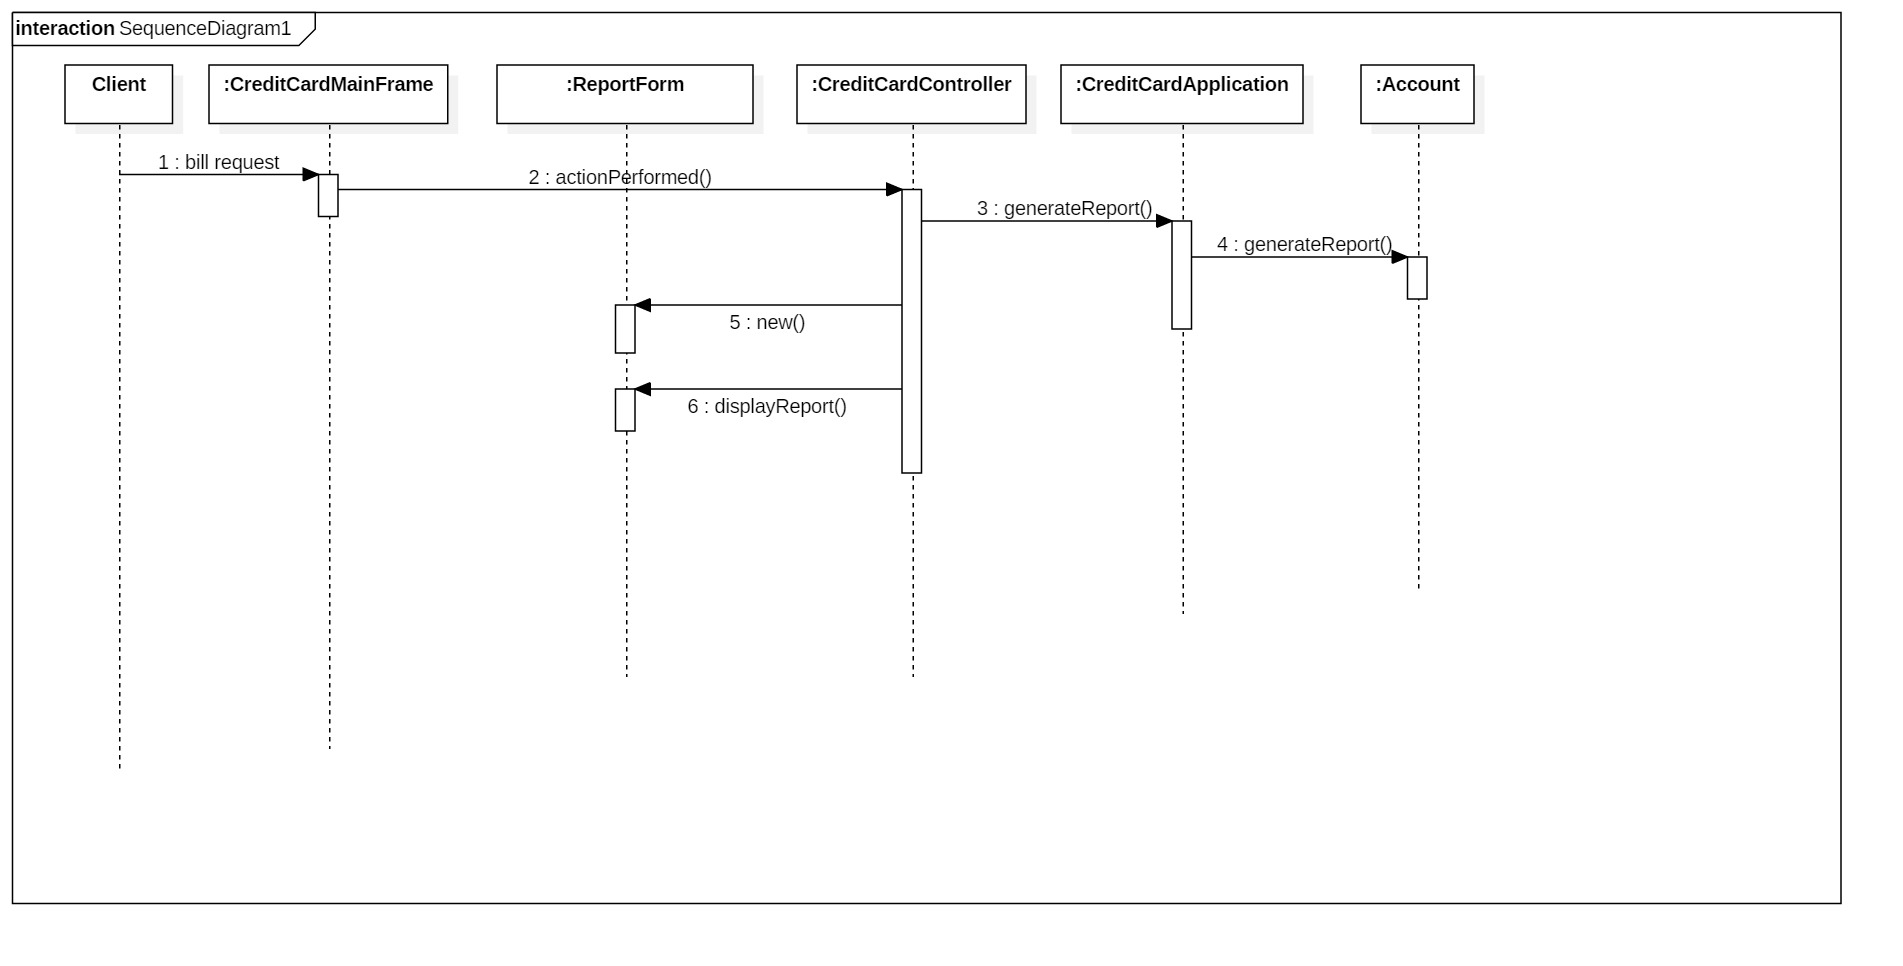 interaction SequenceDiagram1
Client
:CreditCardMainFrame
:ReportForm
:CreditCardController
:CreditCardApplication
:Account
1 : bill request
2 : actionPerformed()
3 : generateReport()
4 : generateReport()
5 : new()
6 : displayReport()